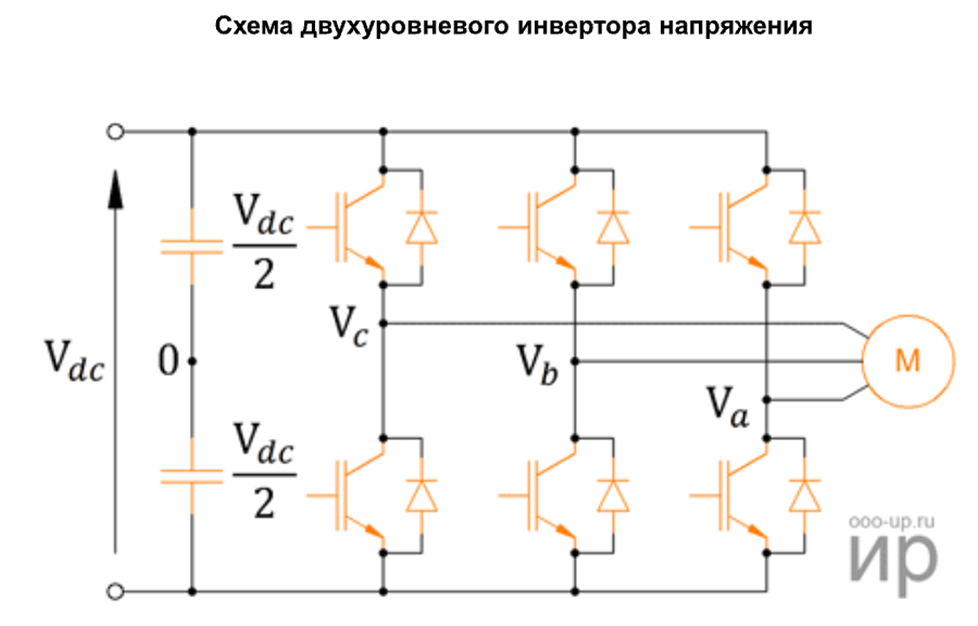 Схема двухуровневого инвертора напряжения
V_dc
2
V_c
V_dc
0
V_b
V_a
M
V_dc
2
ooo-up.ru
ир